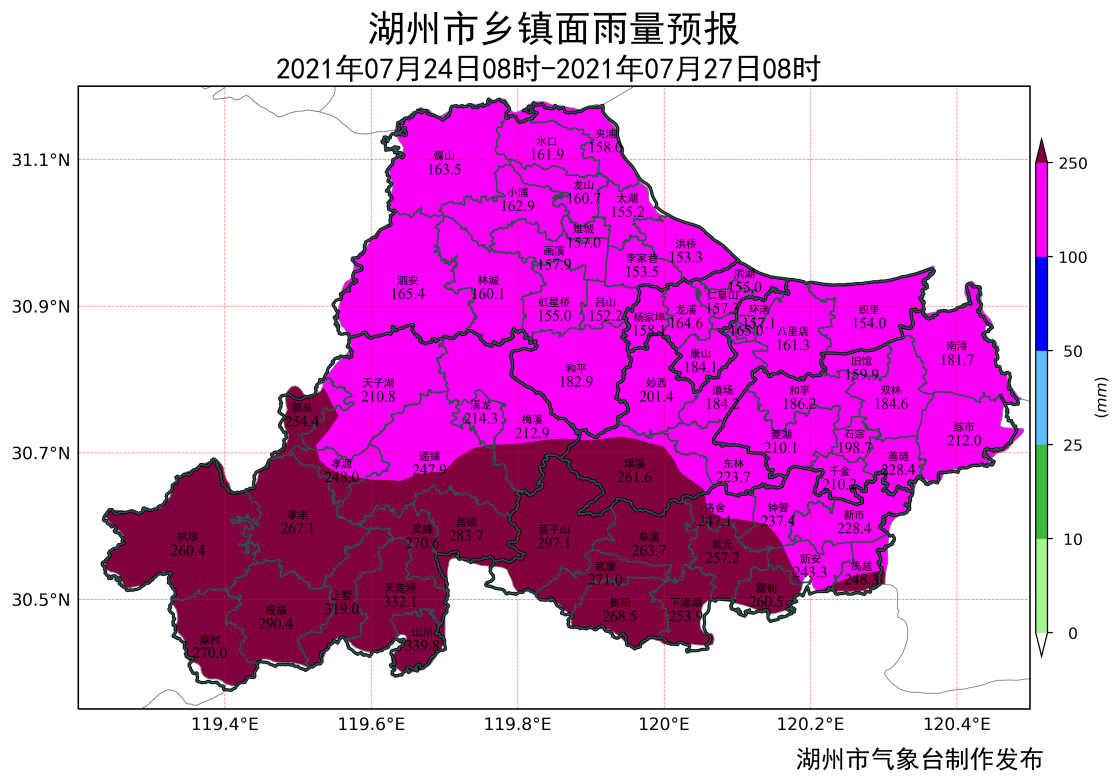 湖州市乡镇面雨量预报
2021年07月24日08时-2021年07月27日08时
31.1°N
30.9°N
30.7°N
30.5°N
119.4°E
119.6°E
119.8°E
120°E
120.2°E
120.4°E
250
100
50
25
10
0
(mm)
夹浦
158.0
水口
161.9
煤山
163.5
龙山
160.7
小浦
162.9
太湖
155.2
雉城
157.0
洪桥
153.3
画溪
157.9
李家巷
153.5
滨湖
155.0
泗安
165.4
林城
160.1
仁皇山
虹星桥
155.0
吕山
152.2
杨家埠
158.1
龙溪
164.6
环渚
157.1
八里店
161.3
织里
154.0
康山
184.1
南浔
181.7
旧馆
159.9
和平
182.9
天子湖
210.8
妙西
201.4
道场
184.2
和孚
186.2
双林
184.6
鄣吴
254.4
溪龙
214.3
梅溪
212.9
菱湖
210.1
石淙
198.7
练市
212.0
孝源
248.0
递铺
247.9
埭溪
261.6
东林
223.7
千金
210.2
善琏
228.4
洛舍
247.1
钟管
237.4
新市
228.4
孝丰
267.1
杭垓
260.4
灵峰
270.6
昌硕
283.7
莫干山
297.1
阜溪
263.7
乾元
257.2
新安
243.3
禹越
248.3
武康
271.0
雷甸
260.5
天荒坪
332.1
上墅
319.0
报福
290.4
舞阳
268.5
下渚湖
253.9
章村
270.0
山川
339.8
湖州市气象台制作发布